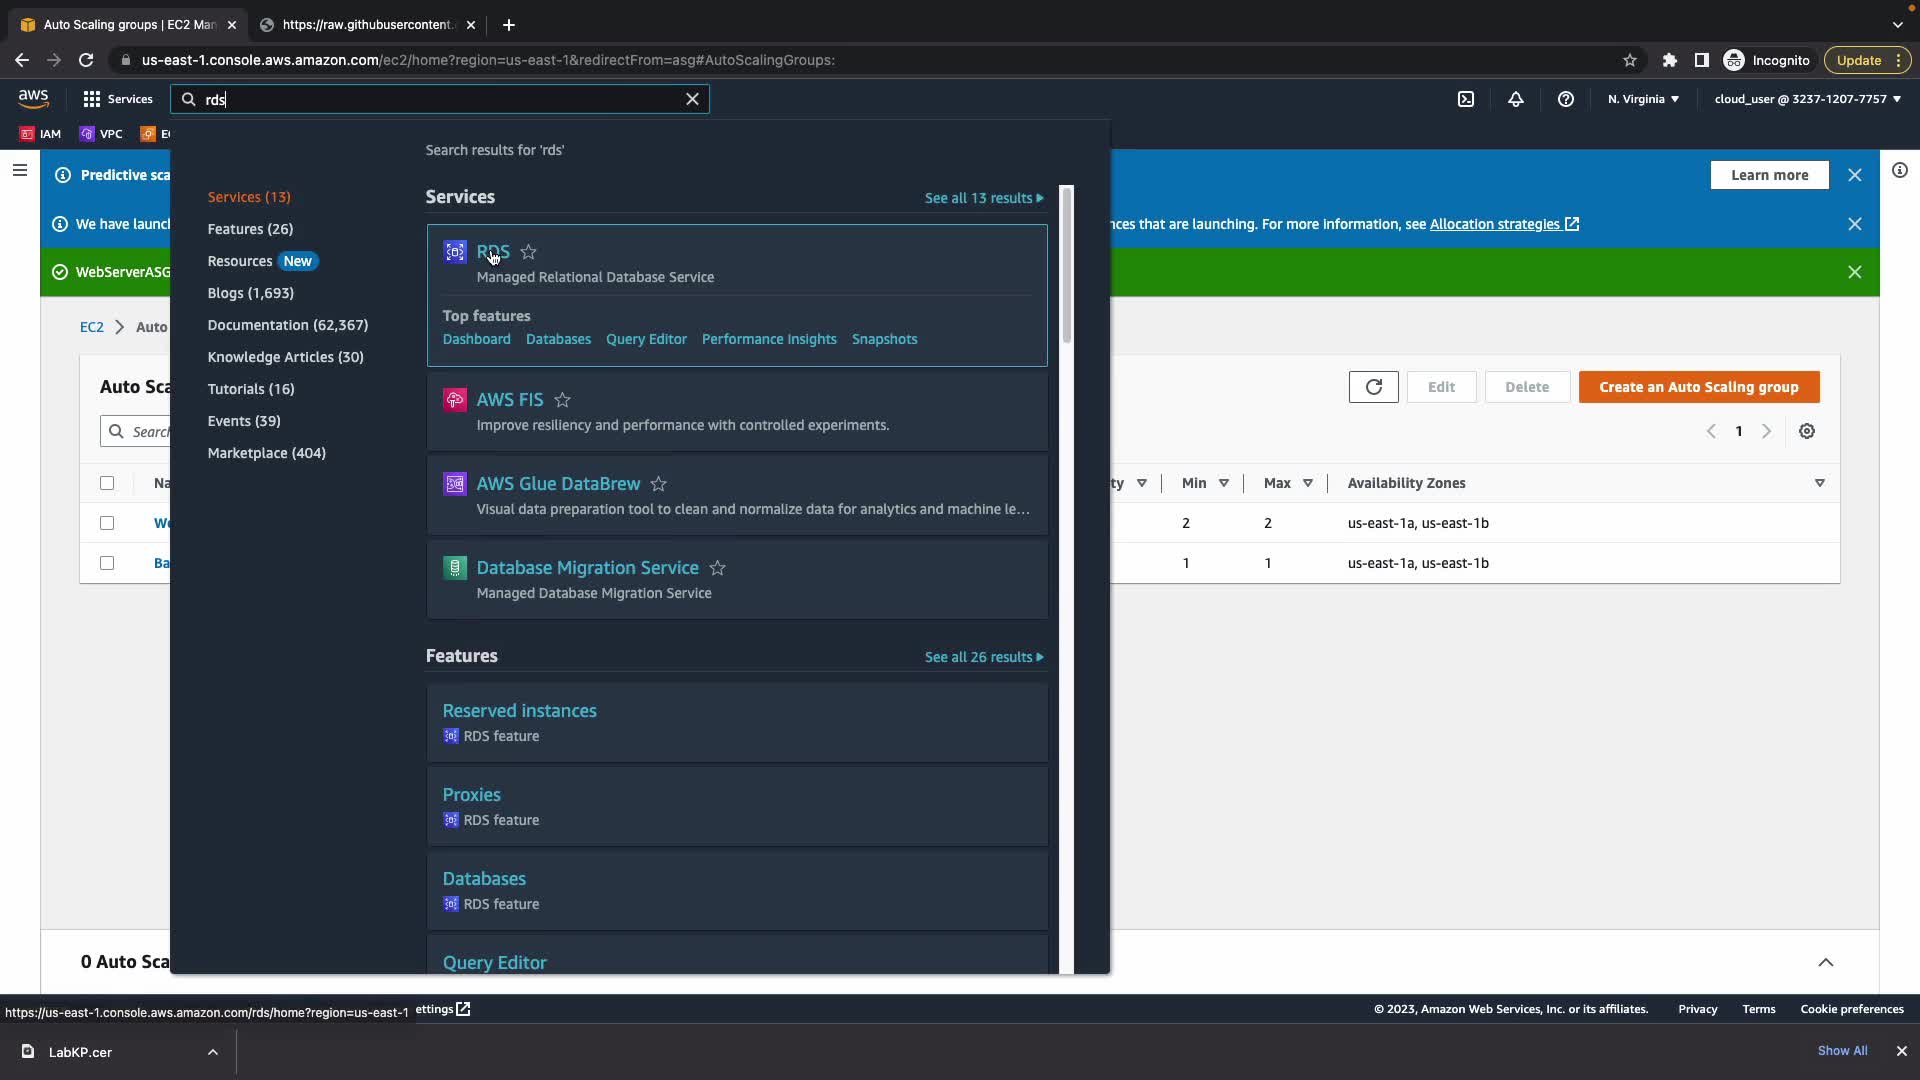 Auto Scaling groups | EC2 Man
https://raw.githubusercontent.
us-east-1.console.aws.amazon.com/ec2/home?region=us-east-1&redirectFrom=asg#AutoScalingGroups:
Incognito
Update
aws
Services
rds
N. Virginia
cloud_user @ 3237-1207-7757
IAM
VPC
Search results for 'rds'
Predictive sca
Learn more
We have launch
nces that are launching. For more information, see Allocation strategies
WebServerASG
Services (13)
Features (26)
Resources New
Blogs (1,693)
Documentation (62,367)
Knowledge Articles (30)
Tutorials (16)
Events (39)
Marketplace (404)
Services
See all 13 results
RDS
Managed Relational Database Service
Top features
Dashboard Databases Query Editor Performance Insights Snapshots
AWS FIS
Improve resiliency and performance with controlled experiments.
AWS Glue DataBrew
Visual data preparation tool to clean and normalize data for analytics and machine le...
Database Migration Service
Managed Database Migration Service
Features
See all 26 results
Reserved instances
RDS feature
Proxies
RDS feature
Databases
RDS feature
Query Editor
EC2 > Auto
Auto Sca
Edit
Delete
Create an Auto Scaling group
Search
1
Na
ty
Min
Max
Availability Zones
We
2
2
us-east-1a, us-east-1b
Ba
1
1
us-east-1a, us-east-1b
0 Auto Sca
https://us-east-1.console.aws.amazon.com/rds/home?region=us-east-1
ettings
© 2023, Amazon Web Services, Inc. or its affiliates.
Privacy
Terms
Cookie preferences
LabKP.cer
Show All